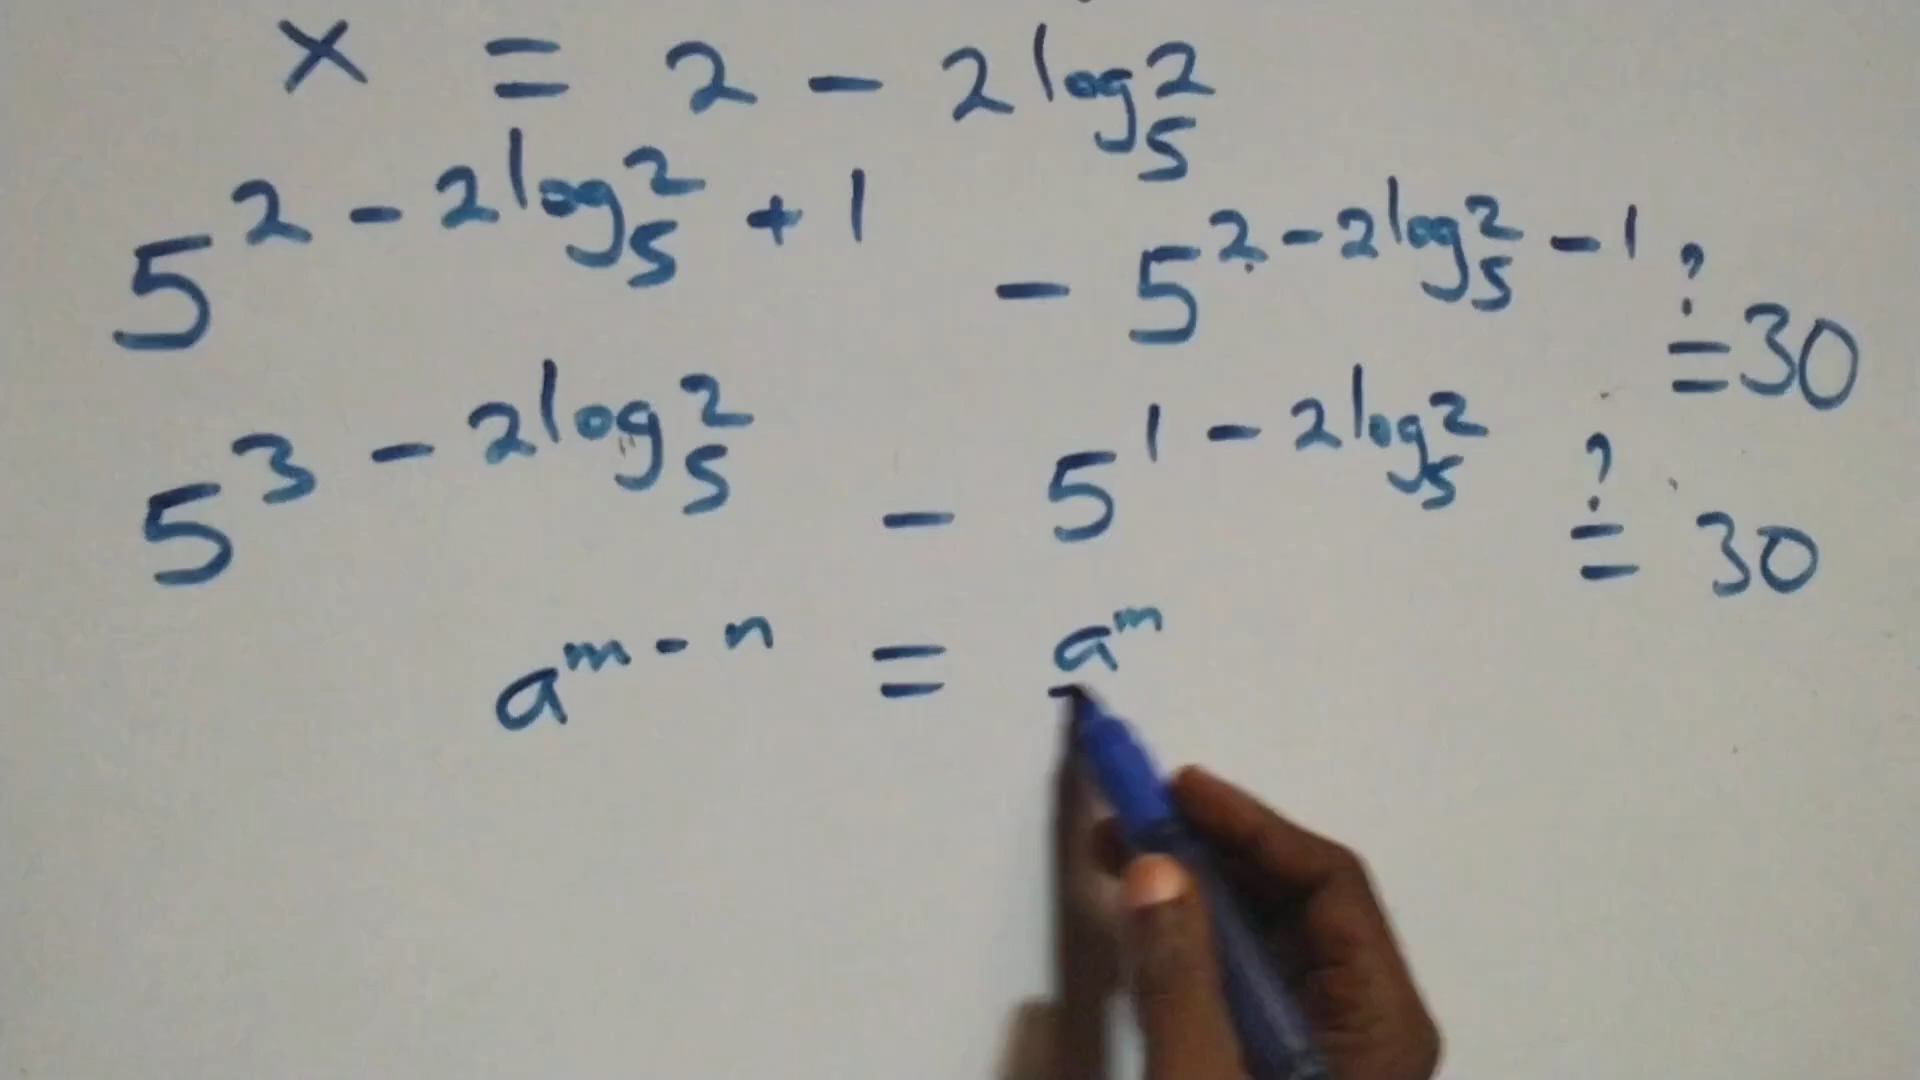 x = 2 - 2log₅2
5^(2 - 2log₅2 + 1) - 5^(2 - 2log₅2 - 1) ?= 30
5^(3 - 2log₅2) - 5^(1 - 2log₅2) ?= 30
a^(m - n) = a^m